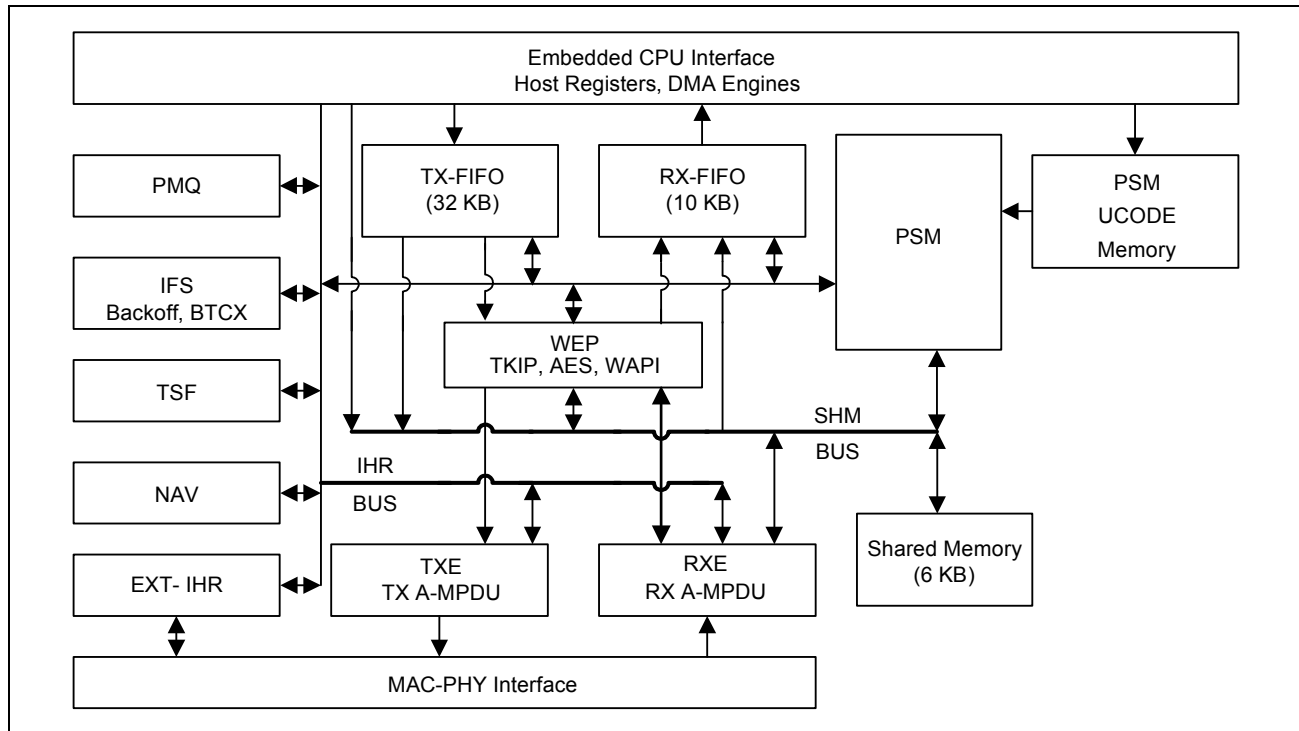 Embedded CPU Interface
Host Registers, DMA Engines
PMQ
TX-FIFO
(32 KB)
RX-FIFO
(10 KB)
PSM
PSM
UCODE
Memory
IFS
Backoff, BTCX
WEP
TKIP, AES, WAPI
TSF
SHM
BUS
IHR
BUS
NAV
Shared Memory
(6 KB)
EXT- IHR
TXE
TX A-MPDU
RXE
RX A-MPDU
MAC-PHY Interface